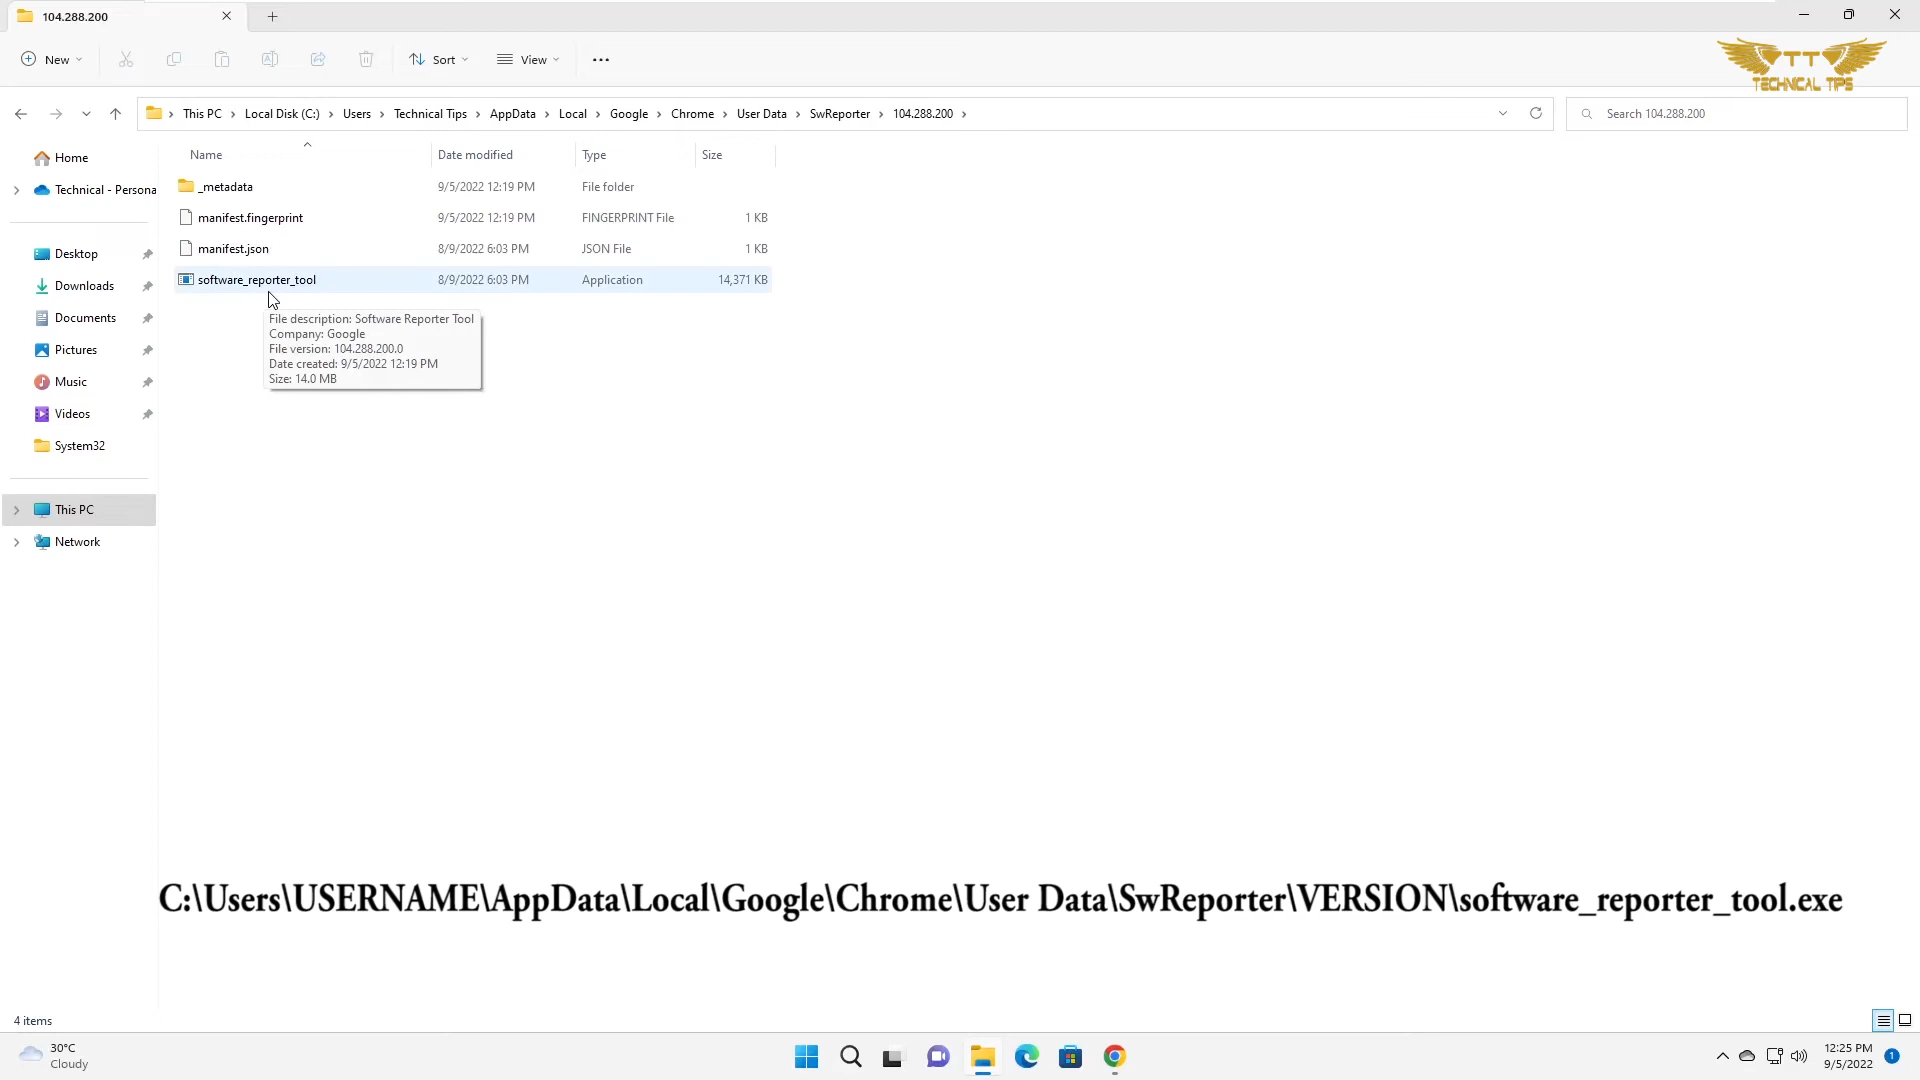 104.288.200
New
Sort
View
TT
TECHNICAL TIPS
This PC > Local Disk (C:) > Users > Technical Tips > AppData > Local > Google > Chrome > User Data > SwReporter > 104.288.200 >
Search 104.288.200
Home
Technical - Persona
Desktop
Downloads
Documents
Pictures
Music
Videos
System32
This PC
Network
Name Date modified Type Size
_metadata 9/5/2022 12:19 PM File folder
manifest.fingerprint 9/5/2022 12:19 PM FINGERPRINT File 1 KB
manifest.json 8/9/2022 6:03 PM JSON File 1 KB
software_reporter_tool 8/9/2022 6:03 PM Application 14,371 KB
File description: Software Reporter Tool
Company: Google
File version: 104.288.200.0
Date created: 9/5/2022 12:19 PM
Size: 14.0 MB
C:\Users\USERNAME\AppData\Local\Google\Chrome\User Data\SwReporter\VERSION\software_reporter_tool.exe
4 items
30°C
Cloudy
12:25 PM
9/5/2022
1